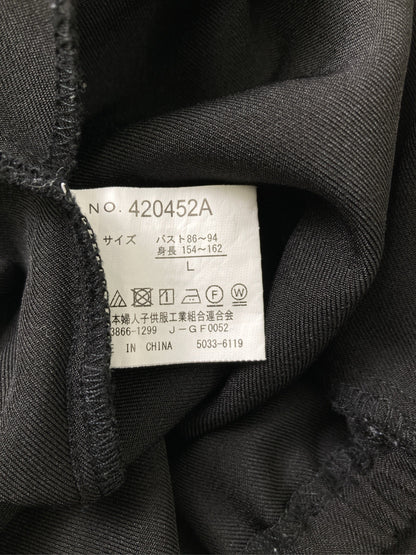 NO. 420452A
サイズ バスト86～94
身長 154～162
L
F W
本婦人子供服工業組合連合会
3866-1299 J-GF0052
IN CHINA 5033-6119